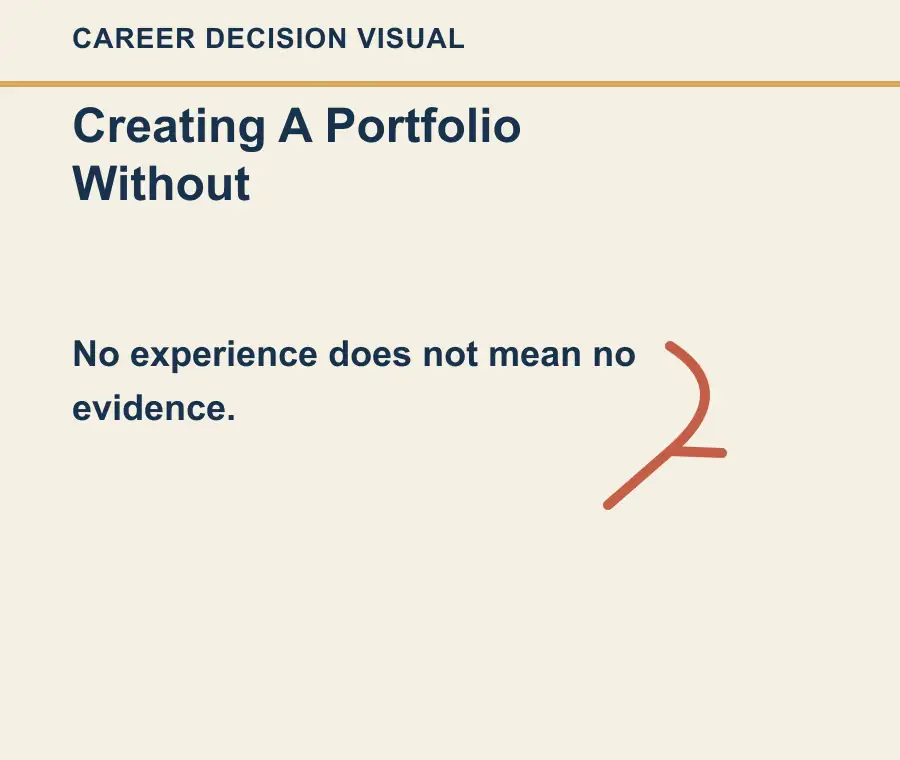 CAREER DECISION VISUAL
Creating A Portfolio
Without
No experience does not mean no
evidence.